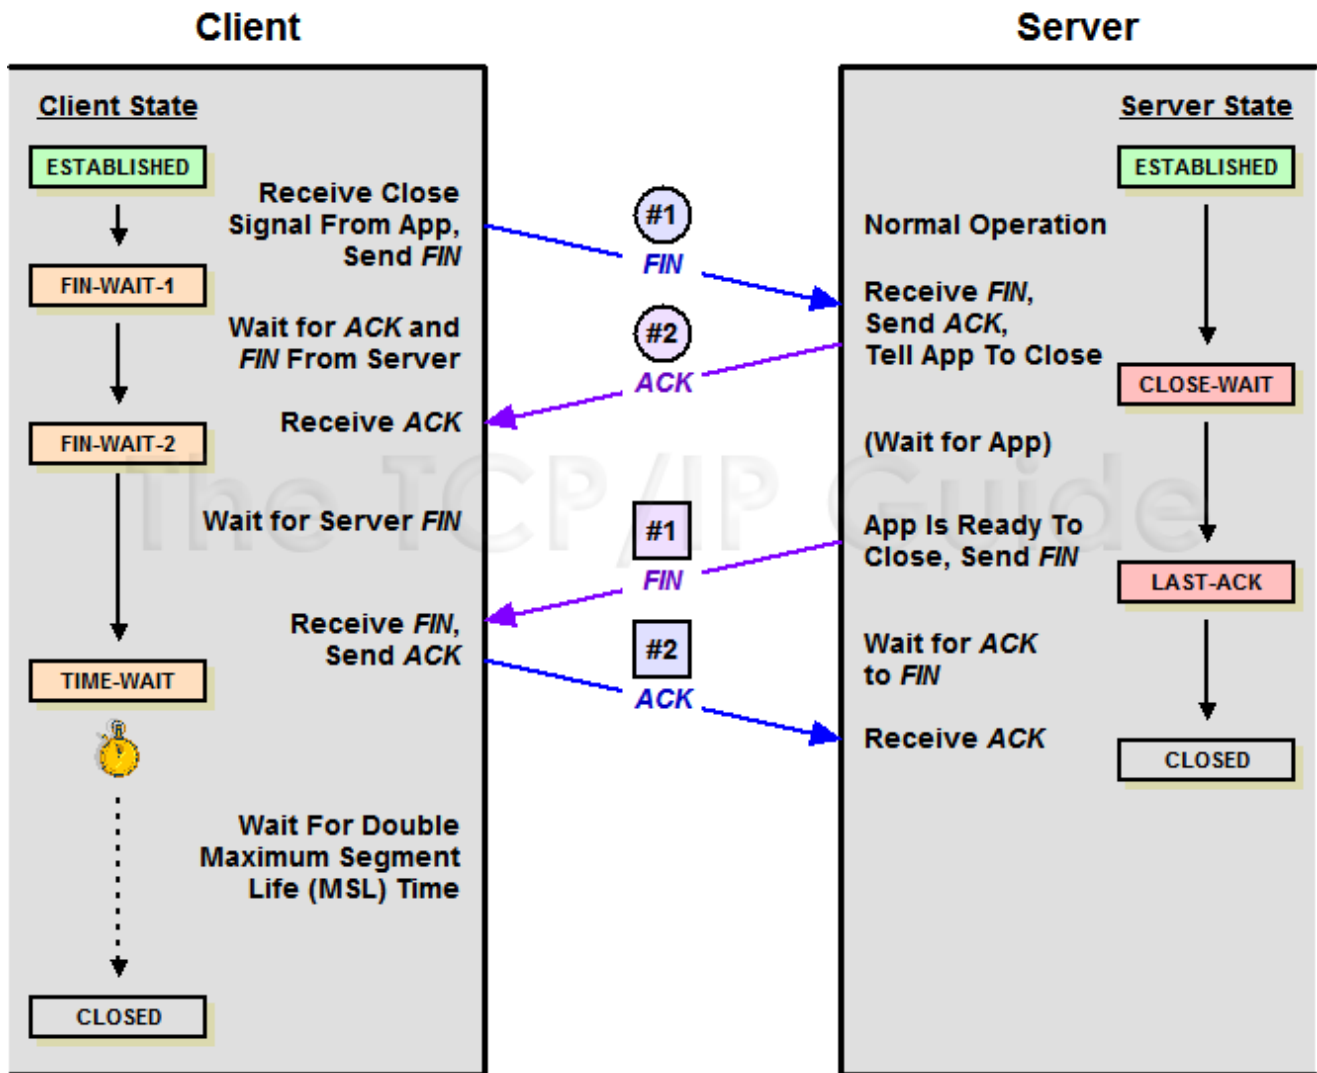 Client
Server
Client State
ESTABLISHED
Receive Close
Signal From App,
Send FIN
FIN-WAIT-1
Wait for ACK and
FIN From Server
Receive ACK
FIN-WAIT-2
Wait for Server FIN
Receive FIN,
Send ACK
TIME-WAIT
Wait For Double
Maximum Segment
Life (MSL) Time
CLOSED
#1
FIN
#2
ACK
#1
FIN
#2
ACK
Server State
ESTABLISHED
Normal Operation
Receive FIN,
Send ACK,
Tell App To Close
CLOSE-WAIT
(Wait for App)
App Is Ready To
Close, Send FIN
LAST-ACK
Wait for ACK
to FIN
Receive ACK
CLOSED
The TCP/IP Guide